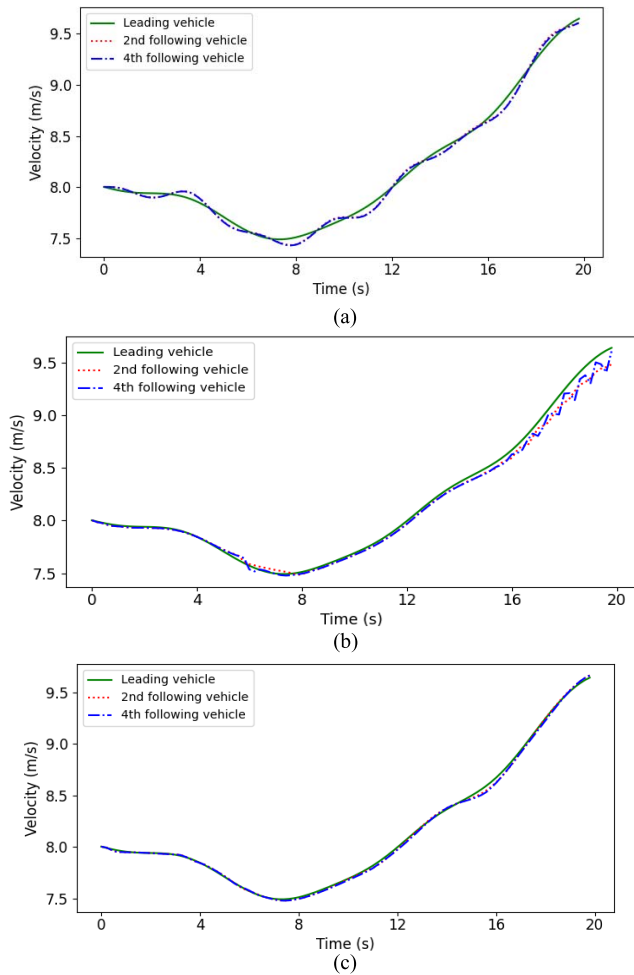 Leading vehicle
2nd following vehicle
4th following vehicle
9.5
9.0
8.5
8.0
7.5
Velocity (m/s)
0 4 8 12 16 20
Time (s)
(a)
Leading vehicle
2nd following vehicle
4th following vehicle
9.5
9.0
8.5
8.0
7.5
Velocity (m/s)
0 4 8 12 16 20
Time (s)
(b)
Leading vehicle
2nd following vehicle
4th following vehicle
9.5
9.0
8.5
8.0
7.5
Velocity (m/s)
0 4 8 12 16 20
Time (s)
(c)